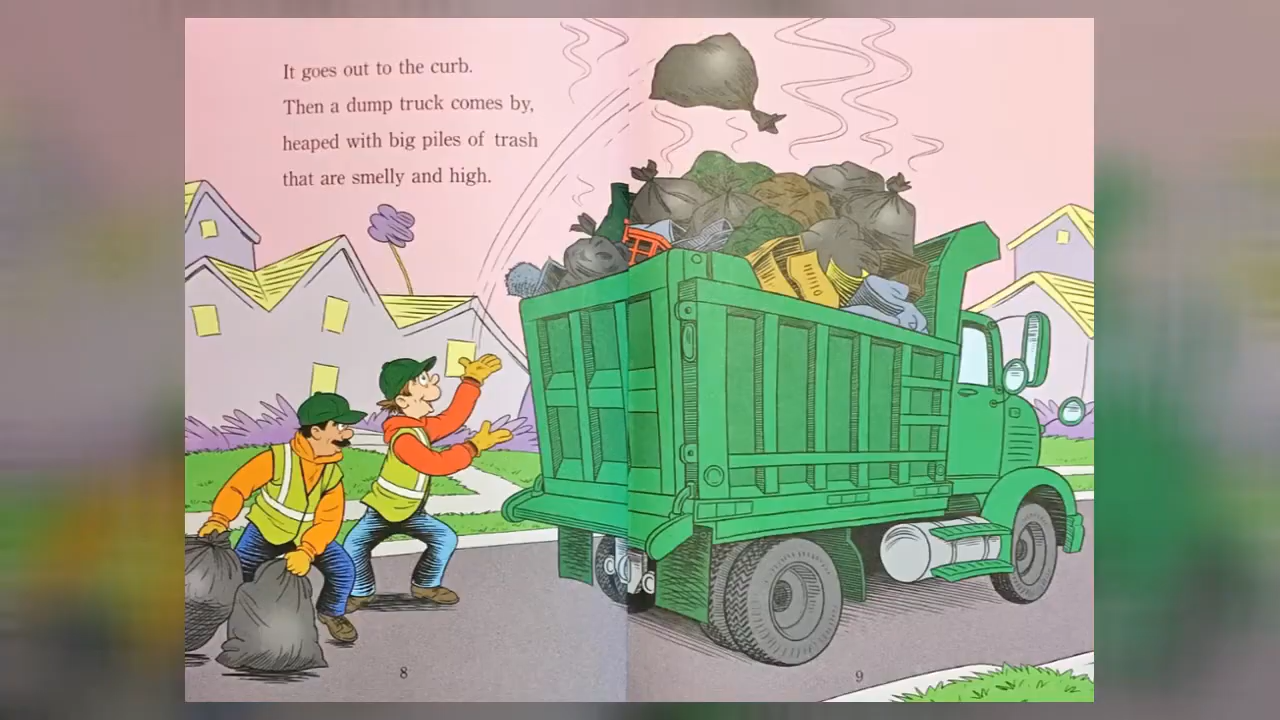 It goes out to the curb.
Then a dump truck comes by,
heaped with big piles of trash
that are smelly and high.
8
9